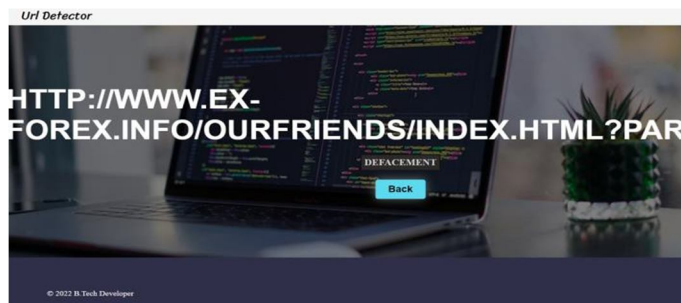 Url Detector
HTTP://WWW.EX-
FOREX.INFO/OURFRIENDS/INDEX.HTML?PAR
DEFACEMENT
Back
© 2022 B.Tech Developer